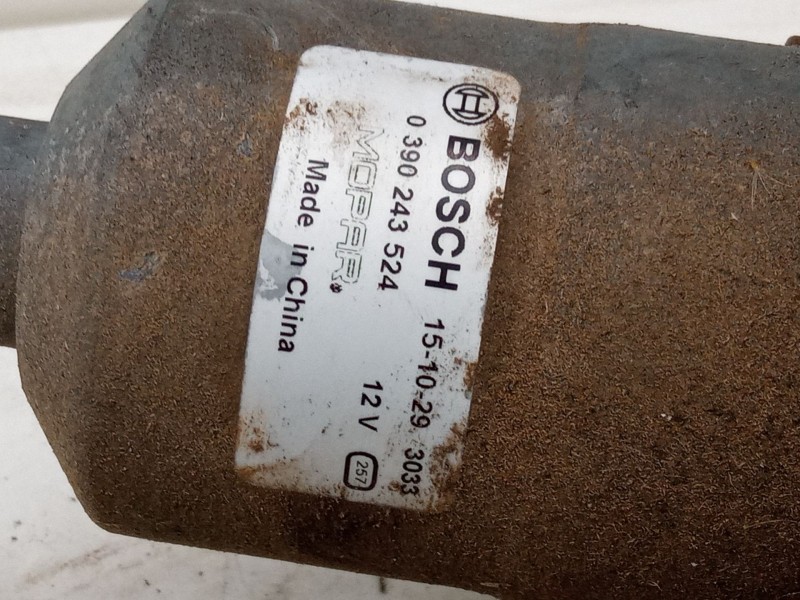 BOSCH 15-10-29 3033
0 390 243 524 12 V 257
MOPAR
Made in China